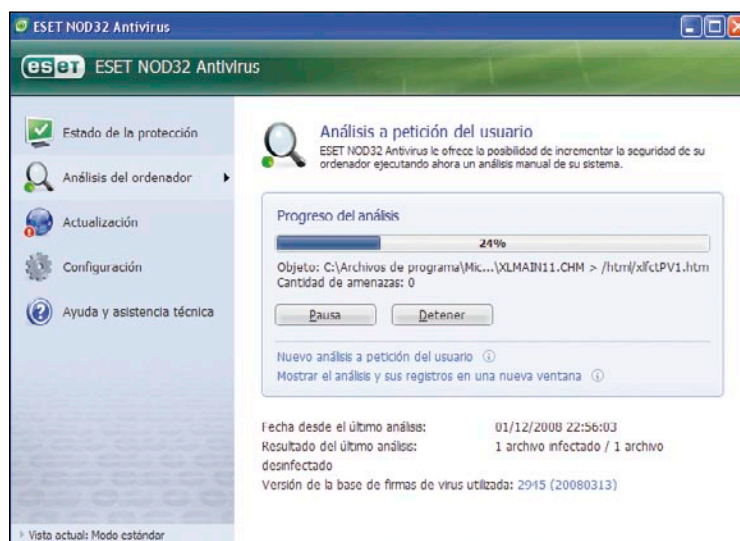 ESET NOD32 Antivirus
eset ESET NOD32 Antivirus
Estado de la protección
Análisis del ordenador
Actualización
Configuración
Ayuda y asistencia técnica
Análisis a petición del usuario
ESET NOD32 Antivirus le ofrece la posibilidad de incrementar la seguridad de su
ordenador ejecutando ahora un análisis manual de su sistema.
Progreso del análisis
24%
Objeto: C:\Archivos de programa\Mic...\XLMAIN11.CHM > /html/xlfctPV1.htm
Cantidad de amenazas: 0
Pausa
Detener
Nuevo análisis a petición del usuario
Mostrar el análisis y sus registros en una nueva ventana
Fecha desde el último análisis: 01/12/2008 22:56:03
Resultado del último análisis: 1 archivo infectado / 1 archivo
desinfectado
Versión de la base de firmas de virus utilizada: 2945 (20080313)
Vista actual: Modo estándar